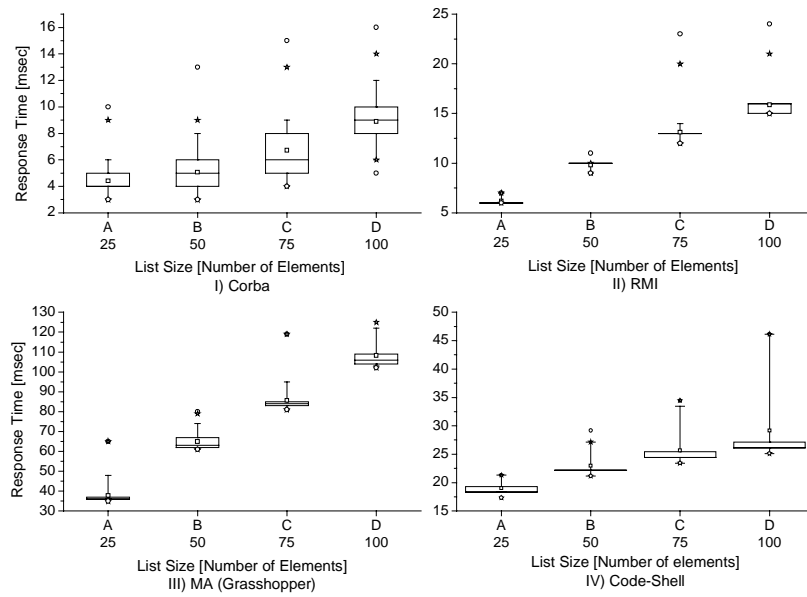 Response Time [msec]
16
14
12
10
8
6
4
2
A
B
C
D
25
50
75
100
List Size [Number of Elements]
I) Corba
25
20
15
10
5
A
B
C
D
25
50
75
100
List Size [Number of Elements]
II) RMI
Response Time [msec]
130
120
110
100
90
80
70
60
50
40
30
A
B
C
D
25
50
75
100
List Size [Number of Elements]
III) MA (Grasshopper)
50
45
40
35
30
25
20
15
A
B
C
D
25
50
75
100
List Size [Number of elements]
IV) Code-Shell